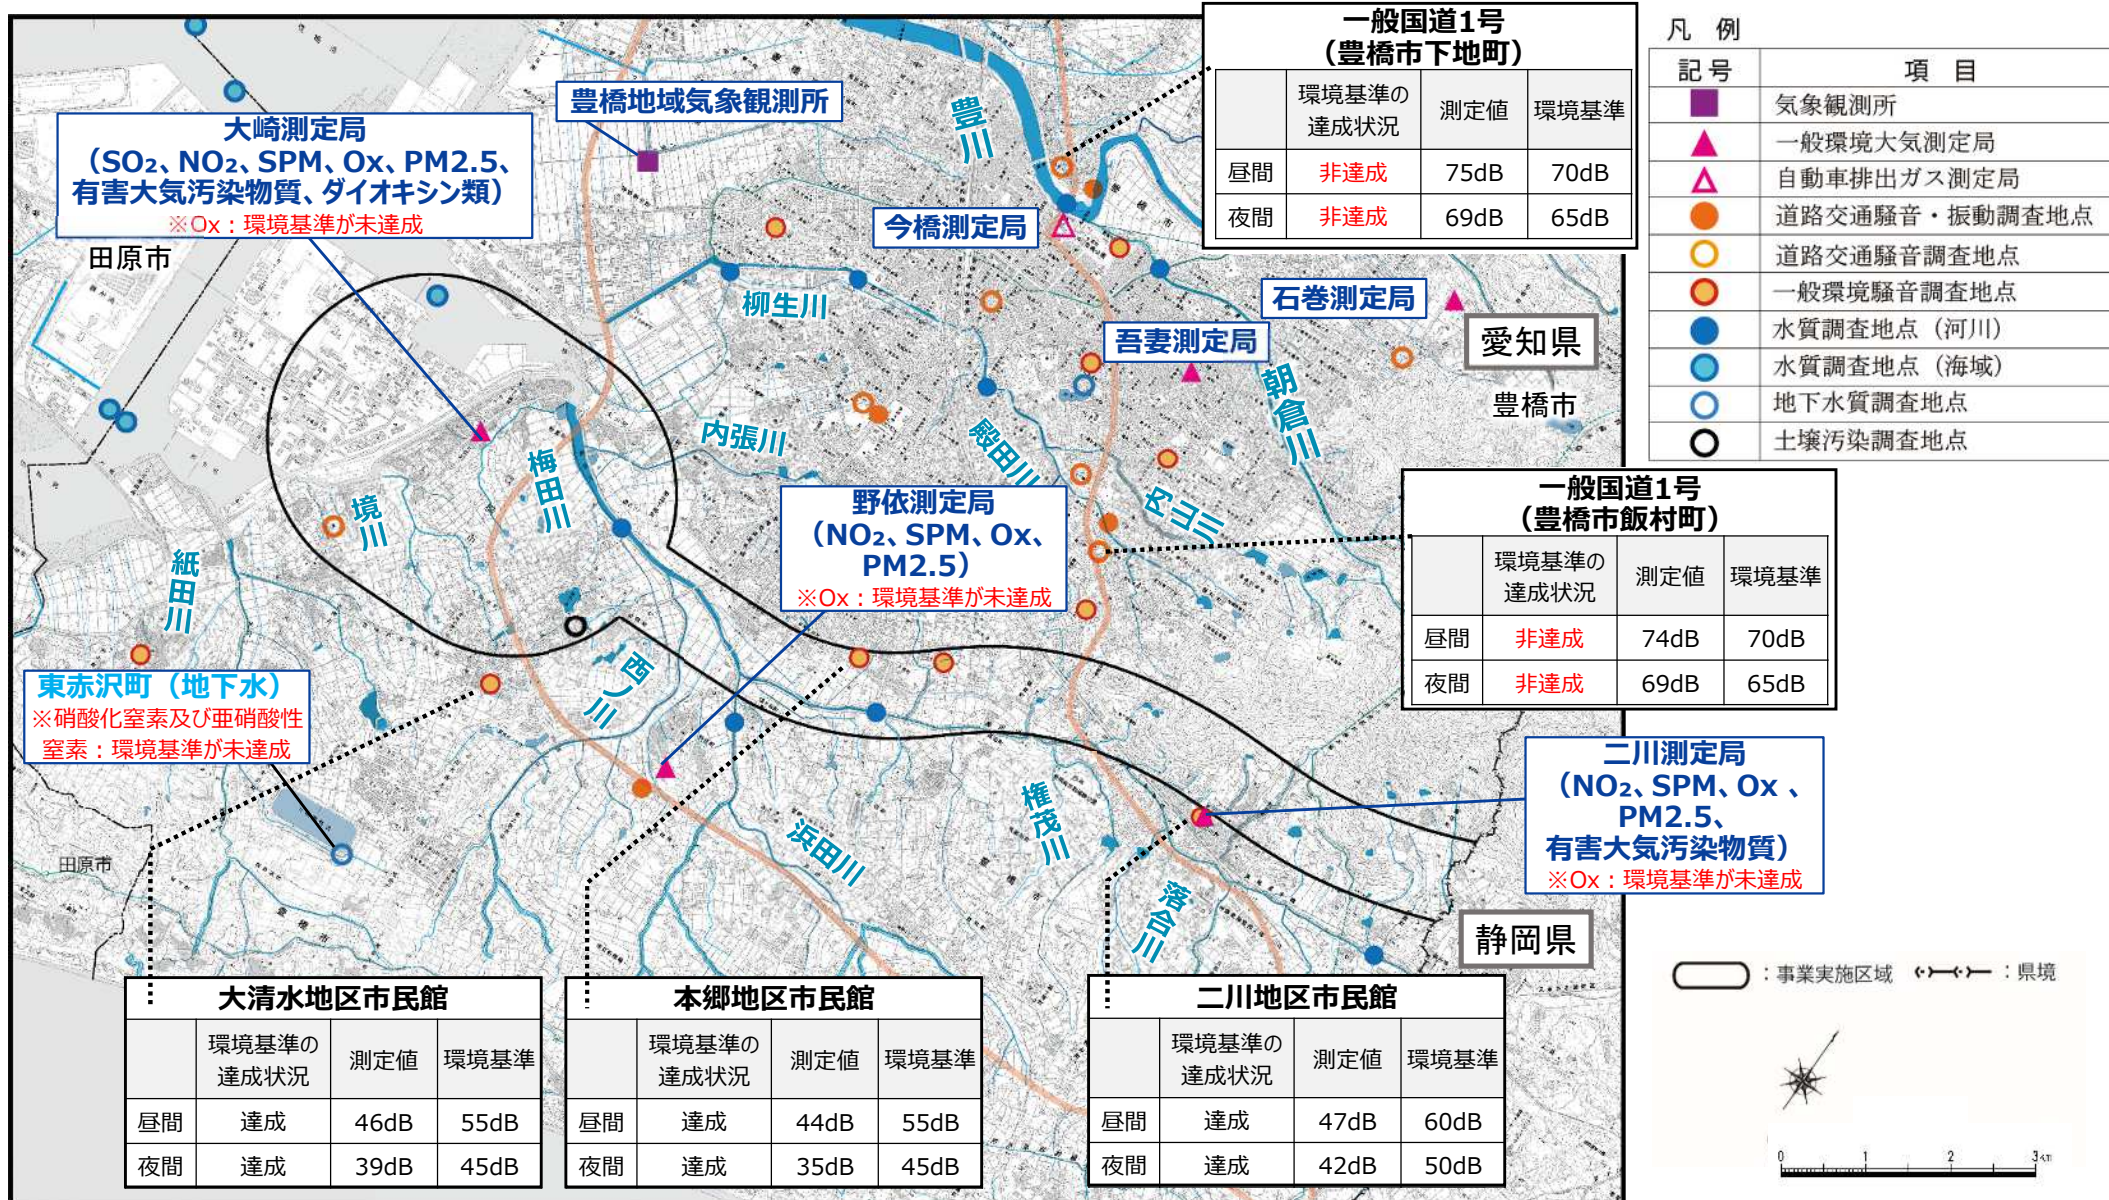 一般国道1号
（豊橋市下地町）
環境基準の
達成状況
測定値
環境基準
昼間
非達成
75dB
70dB
夜間
非達成
69dB
65dB
凡 例
記号
項 目
気象観測所
一般環境大気測定局
自動車排出ガス測定局
道路交通騒音・振動調査地点
道路交通騒音調査地点
一般環境騒音調査地点
水質調査地点（河川）
水質調査地点（海域）
地下水質調査地点
土壌汚染調査地点
豊橋地域気象観測所
大崎測定局
（SO₂、NO₂、SPM、Ox、PM2.5、
有害大気汚染物質、ダイオキシン類）
※Ox：環境基準が未達成
田原市
豊川
今橋測定局
柳生川
石巻測定局
吾妻測定局
愛知県
豊橋市
朝倉川
内張川
殿田川
梅田川
境川
紙田川
野依測定局
（NO₂、SPM、Ox、
PM2.5）
※Ox：環境基準が未達成
一般国道1号
（豊橋市飯村町）
環境基準の
達成状況
測定値
環境基準
昼間
非達成
74dB
70dB
夜間
非達成
69dB
65dB
東赤沢町（地下水）
※硝酸化窒素及び亜硝酸性
窒素：環境基準が未達成
西ノ川
浜田川
権茂川
落合川
二川測定局
（NO₂、SPM、Ox 、
PM2.5、
有害大気汚染物質）
※Ox：環境基準が未達成
田原市
静岡県
：事業実施区域
：県境
大清水地区市民館
環境基準の
達成状況
測定値
環境基準
昼間
達成
46dB
55dB
夜間
達成
39dB
45dB
本郷地区市民館
環境基準の
達成状況
測定値
環境基準
昼間
達成
44dB
55dB
夜間
達成
35dB
45dB
二川地区市民館
環境基準の
達成状況
測定値
環境基準
昼間
達成
47dB
60dB
夜間
達成
42dB
50dB
0 1 2 3km